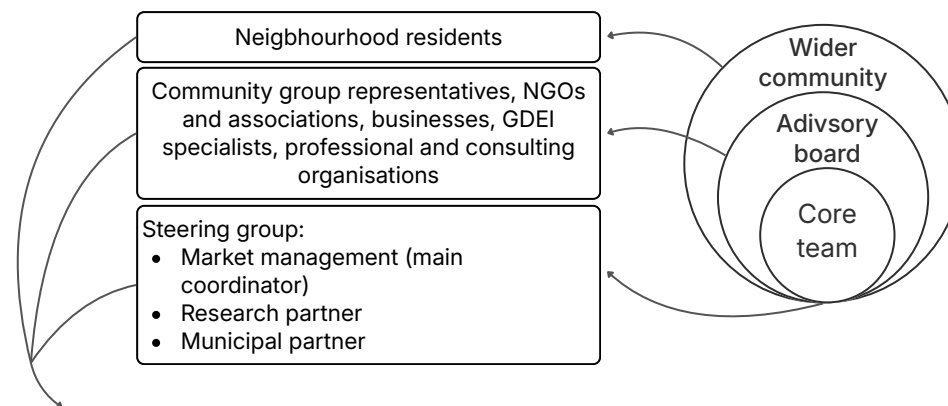 Neigbhourhood residents
Community group representatives, NGOs
and associations, businesses, GDEI
specialists, professional and consulting
organisations
Steering group:
• Market management (main
coordinator)
• Research partner
• Municipal partner
Wider
community
Adivsory
board
Core
team